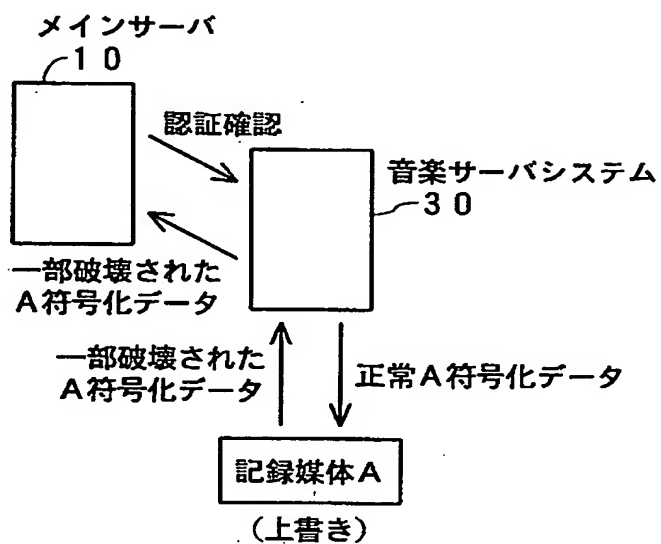 メインサーバ
10
認証確認
音楽サーバシステム
30
一部破壊された
A符号化データ
一部破壊された
A符号化データ
正常A符号化データ
記録媒体A
(上書き)